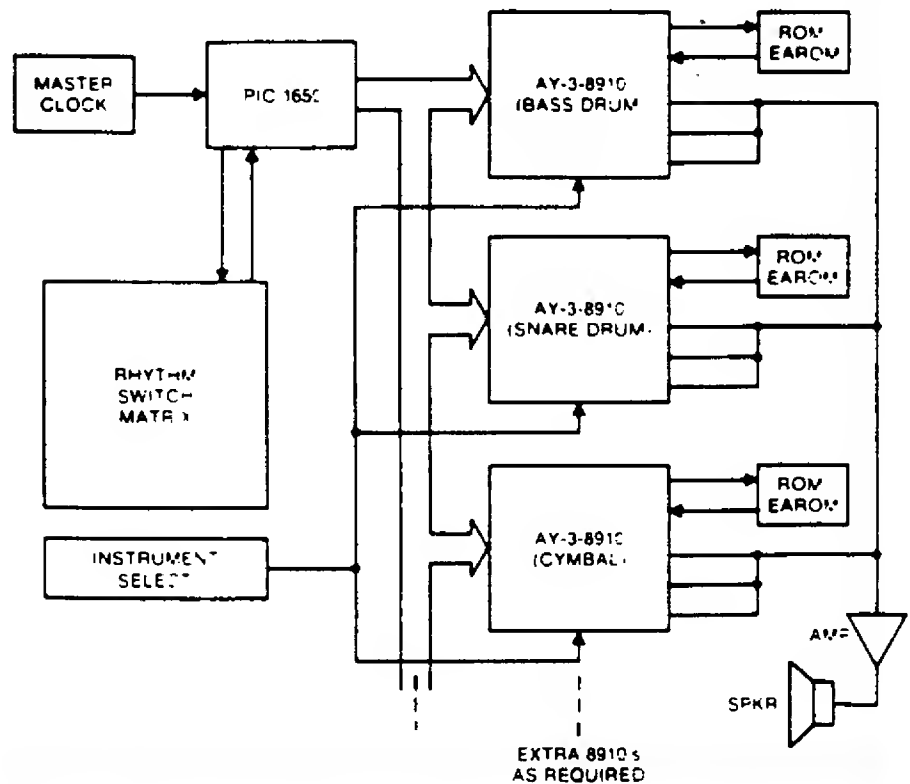 MASTER
CLOCK
PIC 1650
AY-3-8910
(BASS DRUM
ROM
EAROM
RHYTHM
SWITCH
MATRIX
AY-3-8910
(SNARE DRUM)
ROM
EAROM
INSTRUMENT
SELECT
AY-3-8910
(CYMBAL)
ROM
EAROM
AMP
SPKR
EXTRA 8910's
AS REQUIRED